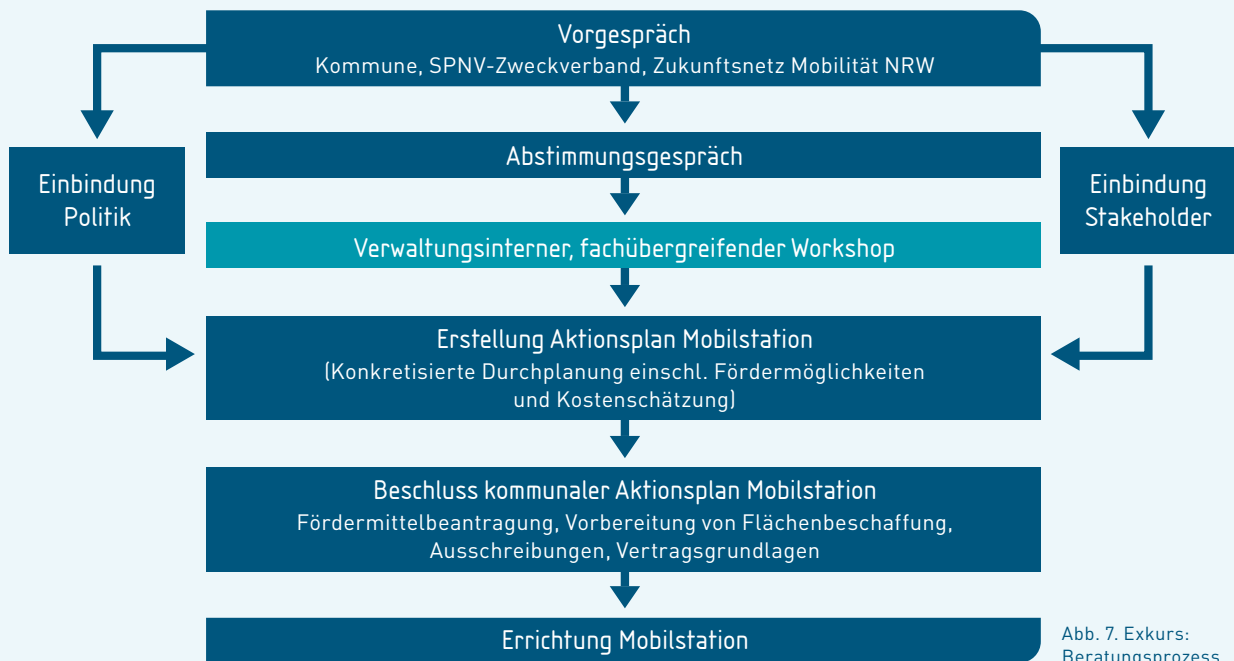 Vorgespräch
Kommune, SPNV-Zweckverband, Zukunftsnetz Mobilität NRW
Abstimmungsgespräch
Einbindung
Politik
Einbindung
Stakeholder
Verwaltungsinterner, fachübergreifender Workshop
Erstellung Aktionsplan Mobilstation
(Konkretisierte Durchplanung einschl. Fördermöglichkeiten
und Kostenschätzung)
Beschluss kommunaler Aktionsplan Mobilstation
Fördermittelbeantragung, Vorbereitung von Flächenbeschaffung,
Ausschreibungen, Vertragsgrundlagen
Errichtung Mobilstation
Abb. 7. Exkurs:
Beratungsprozess